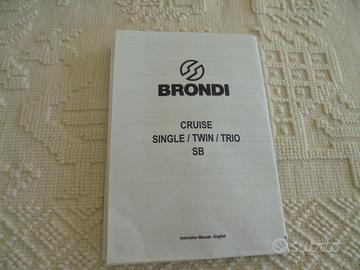 BRONDI
CRUISE
SINGLE / TWIN / TRIO
SB
Instruction Manual - English
subito